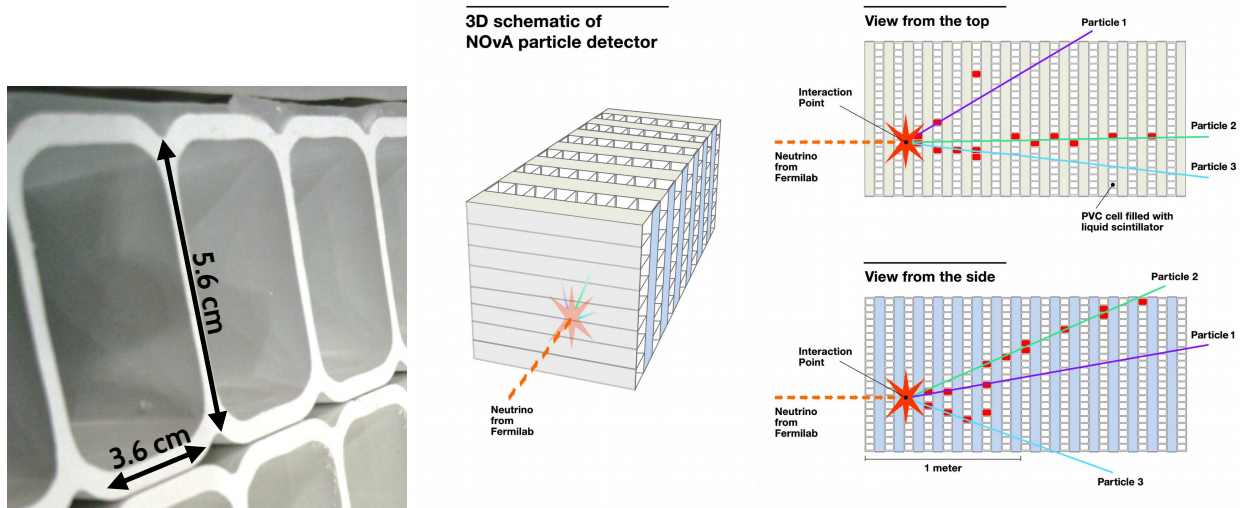 5.6 cm
3.6 cm
3D schematic of
NOvA particle detector
Neutrino
from
Fermilab
View from the top
Particle 1
Interaction
Point
Particle 2
Neutrino
from
Fermilab
Particle 3
PVC cell filled with
liquid scintillator
View from the side
Particle 2
Particle 1
Interaction
Point
Neutrino
from
Fermilab
1 meter
Particle 3